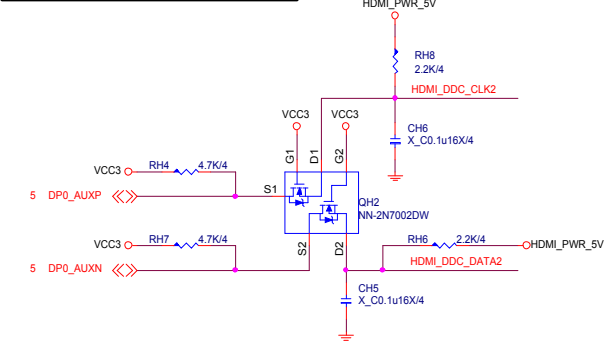 HDMI_PWR_5V
RH8
2.2K/4
HDMI_DDC_CLK2
VCC3 VCC3
CH6
X_C0.1u16X/4
G1 D1 G2
VCC3 RH4 4.7K/4
5 DP0_AUXP S1
QH2
NN-2N7002DW
VCC3 RH7 4.7K/4 S2 D2 RH6 2.2K/4 HDMI_PWR_5V
5 DP0_AUXN HDMI_DDC_DATA2
CH5
X_C0.1u16X/4